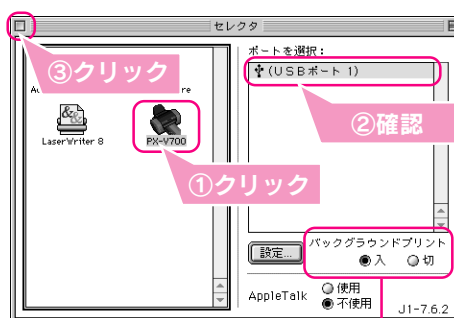 セレクタ
③クリック
ポートを選択：
(USBポート 1)
②確認
LaserWriter 8
PX-V700
①クリック
設定...
バックグラウンドプリント
入 切
AppleTalk
使用
不使用
J1-7.6.2